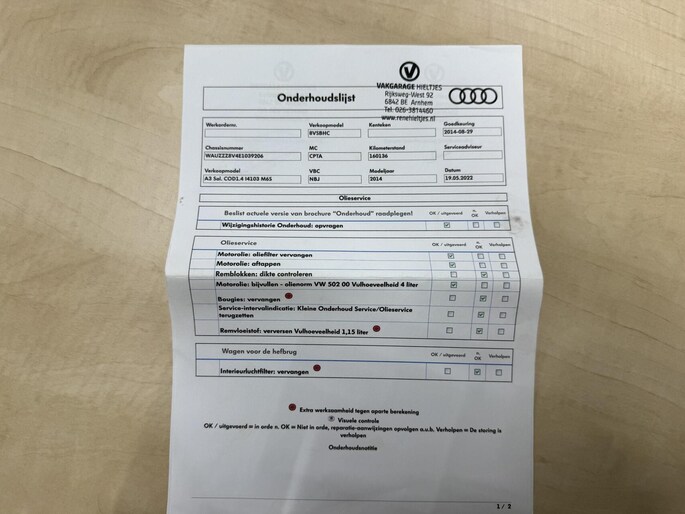 V
VAKGARAGE HIELTJES
Rijksweg-West 92
6842 BE Arnhem
Tel. 026-3814460
www.renehieltjes.nl
Onderhoudslijst
Werkorderno. Verkoopmodel Kenteken Goedkeuring
8VSBHC 2014-08-29
Chassisnummer MC Kilometerstand Serviceadviseur
WAUZZZ8V4E1039206 CPTA 160136
Verkoopmodel VBC Modeljaar Datum
A3 Sal. COD1.4 I4103 M6S NBJ 2014 19.05.2022
Olieservice
Beslist actuele versie van brochure "Onderhoud" raadplegen! OK / uitgevoerd n. OK Verholpen
Wijzigingshistorie Onderhoud: opvragen
Olieservice OK / uitgevoerd n. OK Verholpen
Motorolie: oliefilter vervangen
Motorolie: aftappen
Remblokken: dikte controleren
Motorolie: bijvullen - olienorm VW 502 00 Vulhoeveelheid 4 liter
Bougies: vervangen
Service-intervalindicatie: Kleine Onderhoud Service/Olieservice
terugzetten
Remvloeistof: verversen Vulhoeveelheid 1,15 liter
Wagen voor de hefbrug OK / uitgevoerd n. OK Verholpen
Interieurluchtfilter: vervangen
Extra werkzaamheid tegen aparte berekening
Visuele controle
OK / uitgevoerd = in orde n. OK = Niet in orde, reparatie-aanwijzingen opvolgen a.u.b. Verholpen = De storing is
verholpen
Onderhoudsnotitie
1 / 3